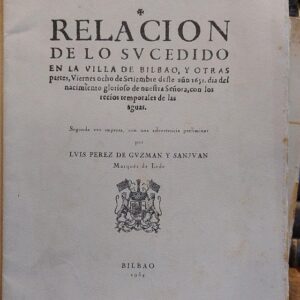 RELACION
DE LO SVCEDIDO
EN LA VILLA DE BILBAO, Y OTRAS
partes, Viernes ocho de Setiembre deste año 1651. dia del
nacimiento glorioso de nuestra Señora, con los
recios temporales de las
aguas.
Segunda vez impresa, con una advertencia preliminar
por
LVIS PEREZ DE GVZMAN Y SANJVAN
Marqués de Lede
BILBAO